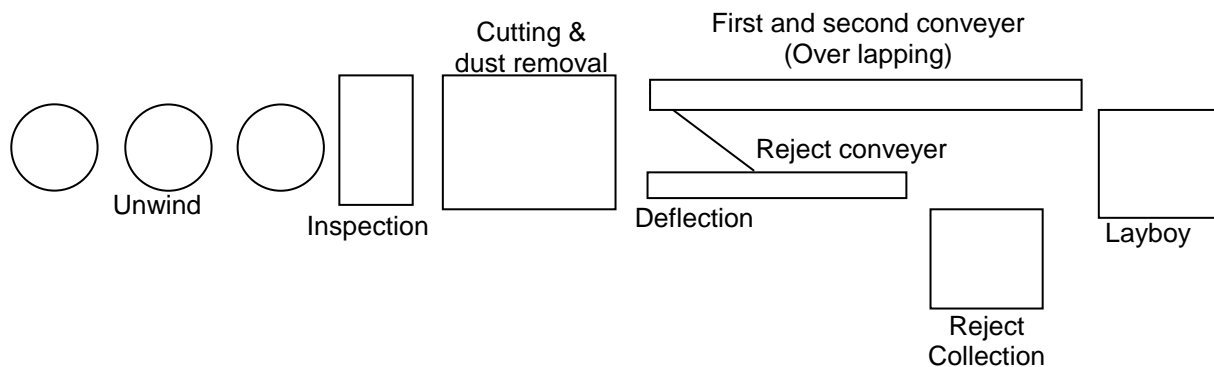 Cutting &
dust removal
First and second conveyer
(Over lapping)
Reject conveyer
Unwind
Inspection
Deflection
Layboy
Reject
Collection